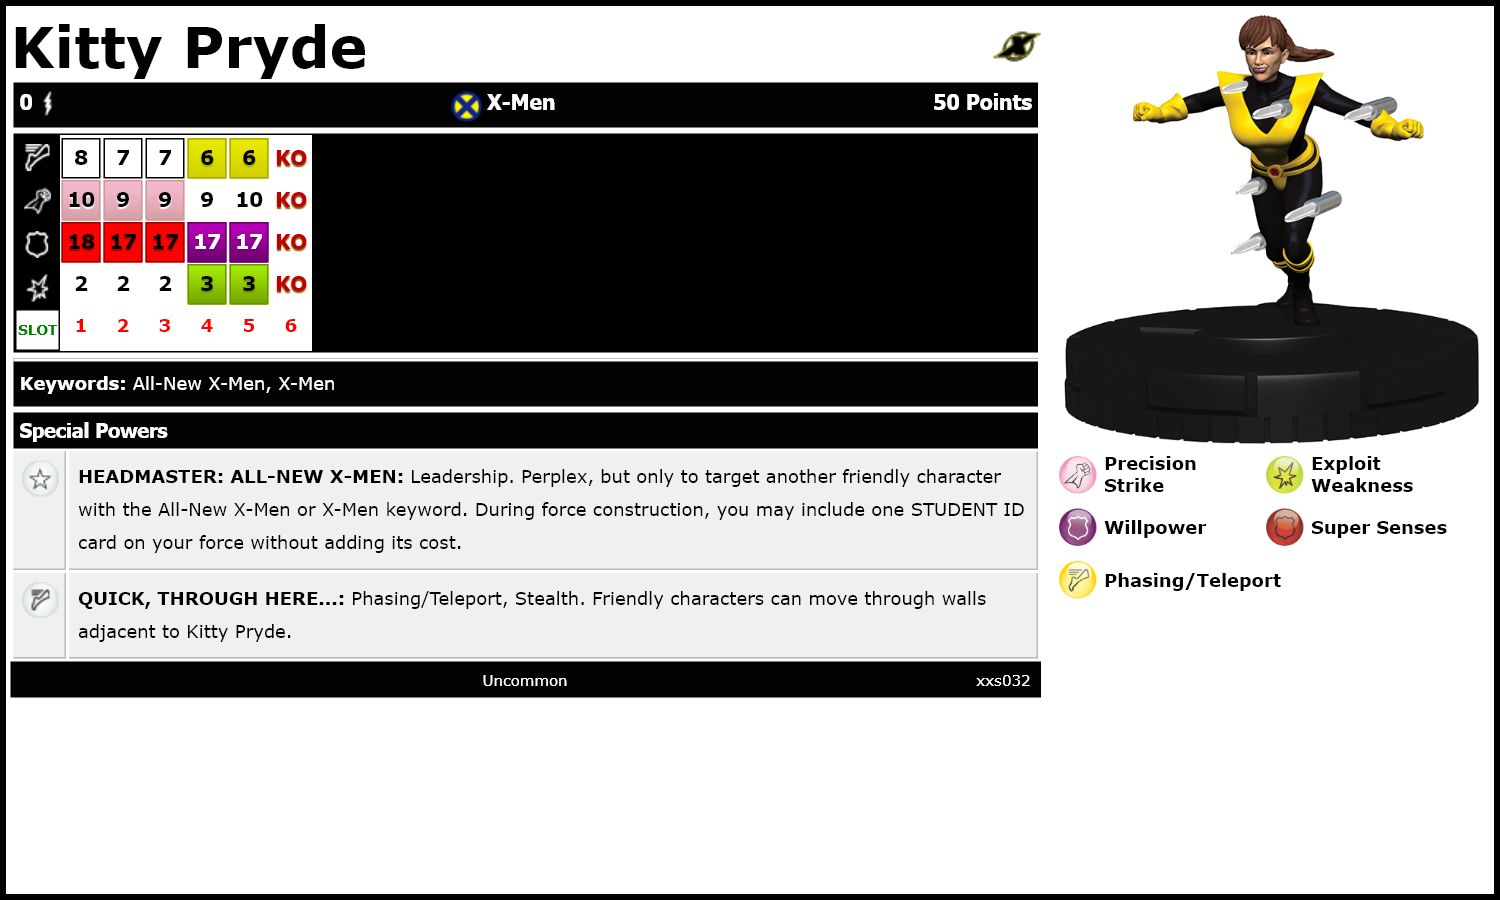 Kitty Pryde
0 X-Men 50 Points
8 7 7 6 6 KO
10 9 9 9 10 KO
18 17 17 17 17 KO
2 2 2 3 3 KO
SLOT 1 2 3 4 5 6
Keywords: All-New X-Men, X-Men
Special Powers
HEADMASTER: ALL-NEW X-MEN: Leadership. Perplex, but only to target another friendly character
with the All-New X-Men or X-Men keyword. During force construction, you may include one STUDENT ID
card on your force without adding its cost.
QUICK, THROUGH HERE...: Phasing/Teleport, Stealth. Friendly characters can move through walls
adjacent to Kitty Pryde.
Uncommon xxs032
Precision
Strike
Exploit
Weakness
Willpower
Super Senses
Phasing/Teleport